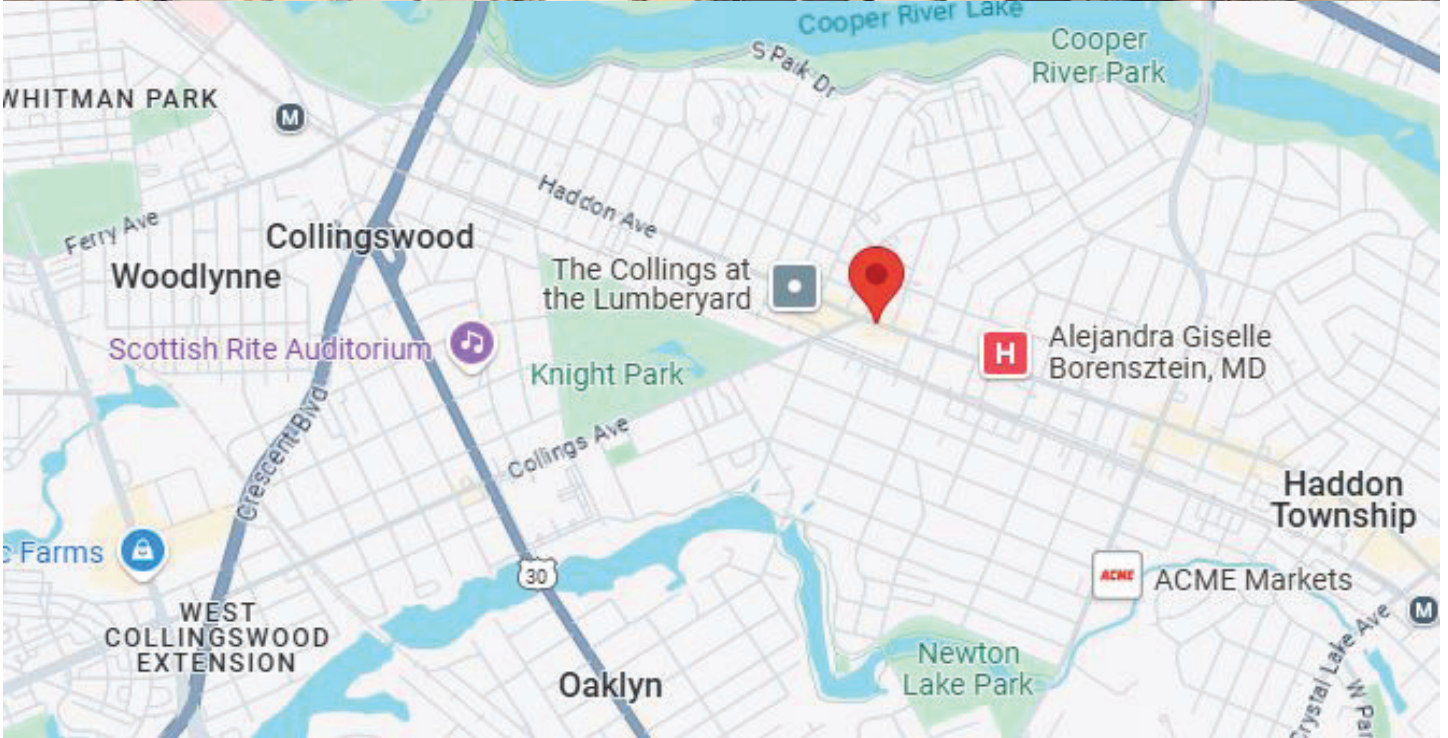 Cooper River Lake
Cooper
River Park
S Park Dr
WHITMAN PARK
M
Haddon Ave
Ferry Ave
Collingswood
Woodlynne
The Collings at
the Lumberyard
Scottish Rite Auditorium
H
Alejandra Giselle
Borensztein, MD
Knight Park
Collings Ave
Crescent Blvd
Haddon
Township
c Farms
30
ACME
ACME Markets
M
WEST
COLLINGSWOOD
EXTENSION
Oaklyn
Newton
Lake Park
Crystal Lake Ave
W Par